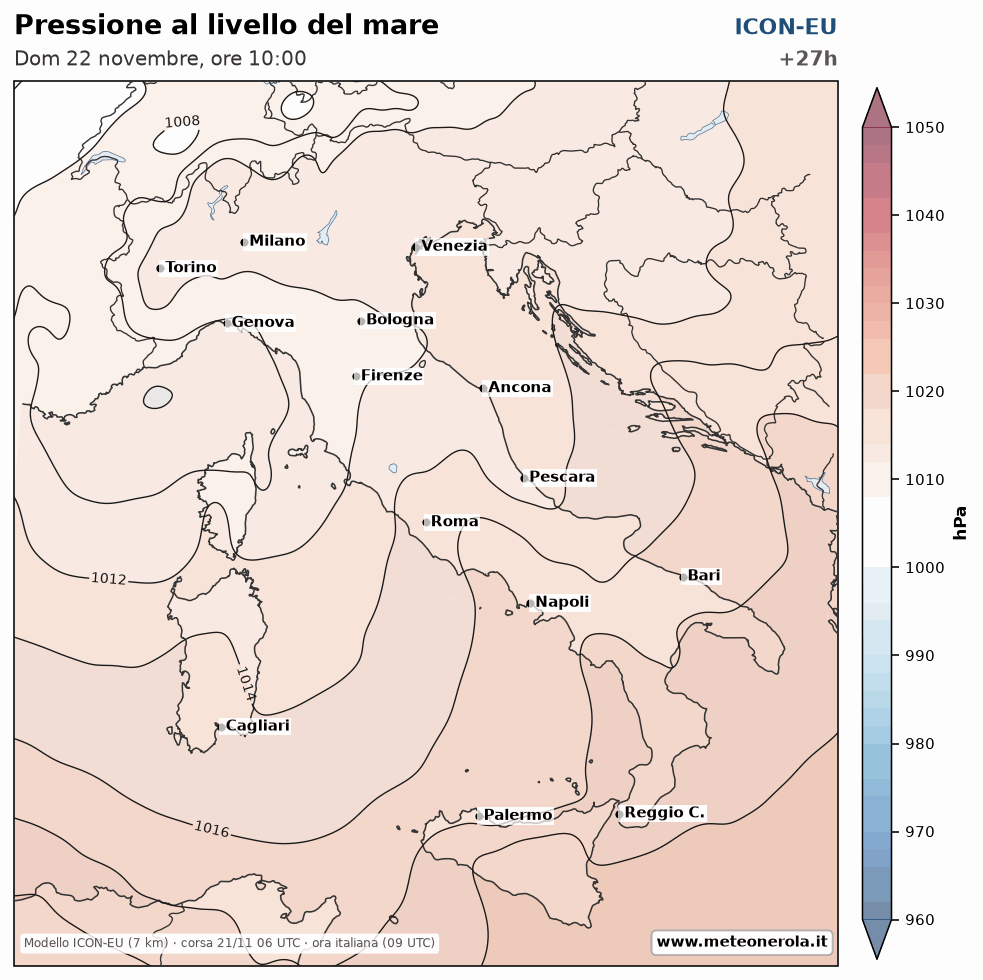 Pressione al livello del mare
ICON-EU
Dom 22 novembre, ore 10:00
+27h
1008
1050
1040
Milano
Venezia
Torino
1030
Genova
Bologna
Firenze
Ancona
1020
Pescara
1010
Roma
hPa
1012
1000
Bari
Napoli
990
1014
Cagliari
980
1016
Palermo
Reggio C.
970
960
Modello ICON-EU (7 km) · corsa 21/11 06 UTC · ora italiana (09 UTC)
www.meteonerola.it